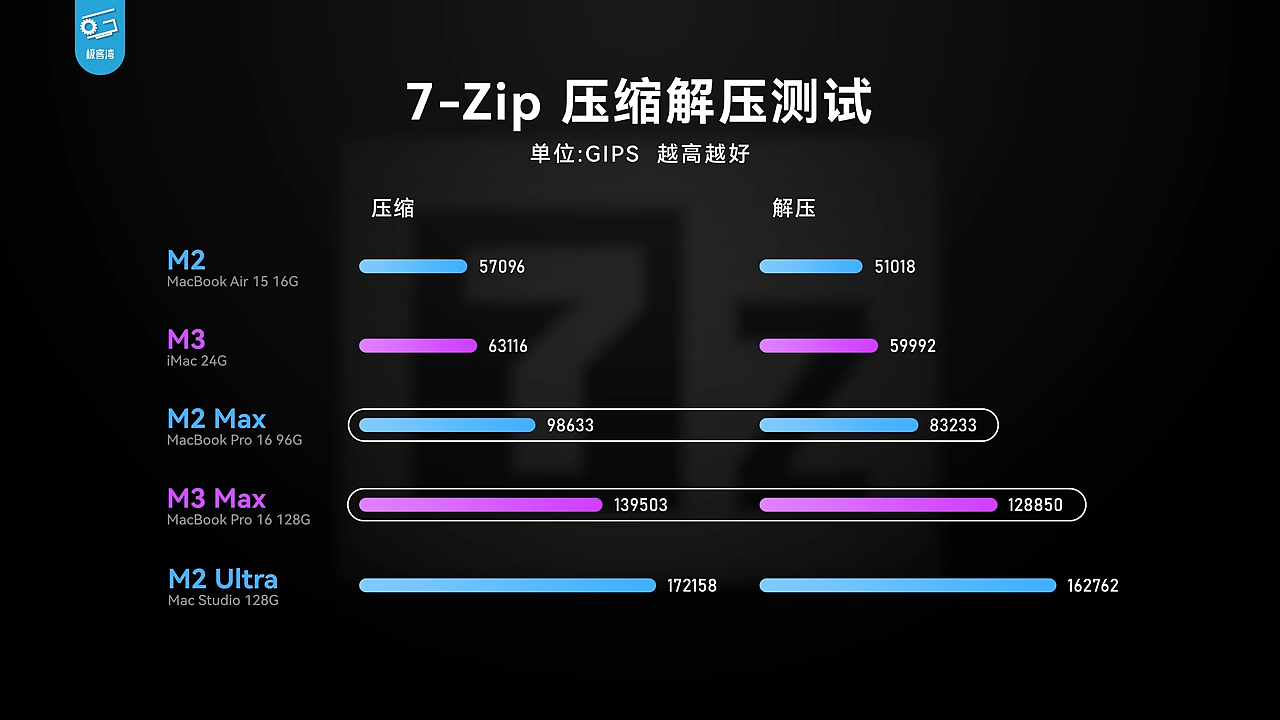 极客湾
7-Zip 压缩解压测试
单位:GIPS 越高越好
压缩 解压
M2 57096 51018
MacBook Air 15 16G
M3 63116 59992
iMac 24G
M2 Max 98633 83233
MacBook Pro 16 96G
M3 Max 139503 128850
MacBook Pro 16 128G
M2 Ultra 172158 162762
Mac Studio 128G